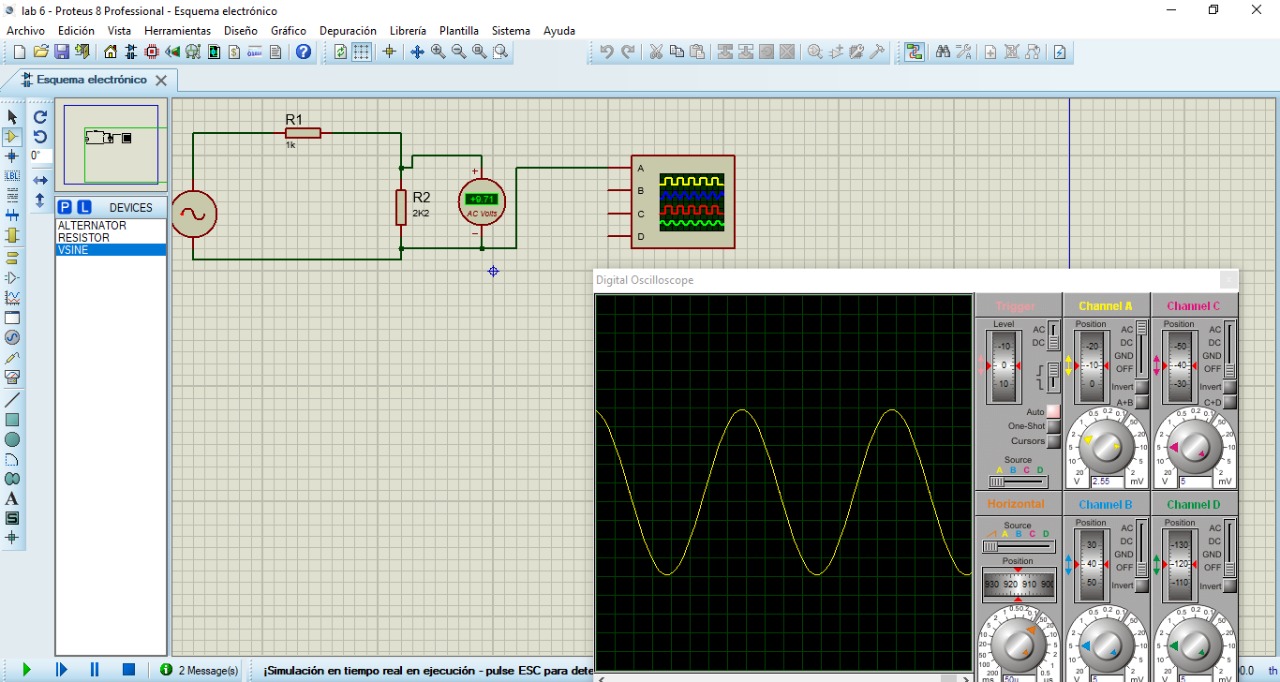 lab 6 - Proteus 8 Professional - Esquema electrónico
Archivo Edición Vista Herramientas Diseño Gráfico Depuración Librería Plantilla Sistema Ayuda
Esquema electrónico
0°
LBL
P L DEVICES
ALTERNATOR
RESISTOR
VSINE
A
S
R1
1k
R2
2K2
+
+9.71
AC Volts
A
B
C
D
Digital Oscilloscope
Trigger
Level
AC
DC
-10
0
10
Auto
One-Shot
Cursors
Source
A B C D
Channel A
Position
AC
DC
GND
OFF
Invert
A+B
-20
-10
0
V 2.55 mV
Channel C
Position
AC
DC
GND
OFF
Invert
C+D
-50
-40
-30
V 5 mV
Horizontal
Source
A B C D
Position
930 920 910 900
ms 50u us
Channel B
Position
AC
DC
GND
OFF
Invert
30
40
50
5
Channel D
Position
AC
DC
GND
OFF
Invert
-130
-120
-110
5
2 Message(s)
¡Simulación en tiempo real en ejecución - pulse ESC para dete
0.0 th